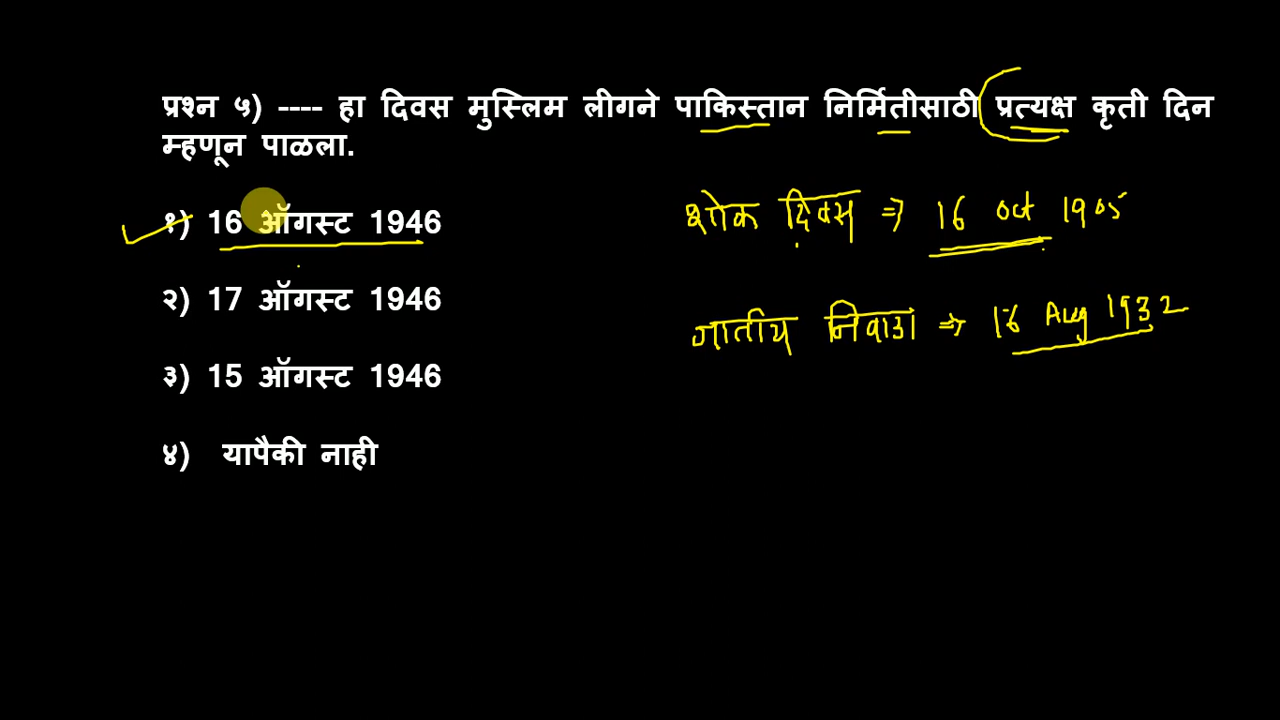 प्रश्न ५) ---- हा दिवस मुस्लिम लीगने पाकिस्तान निर्मितीसाठी प्रत्यक्ष कृती दिन
म्हणून पाळला.
१) 16 ऑगस्ट 1946
शोक दिवस ⇒ 16 oct 1905
२) 17 ऑगस्ट 1946
जातीय निवाडा ⇒ 16 Aug 1932
३) 15 ऑगस्ट 1946
४) यापैकी नाही